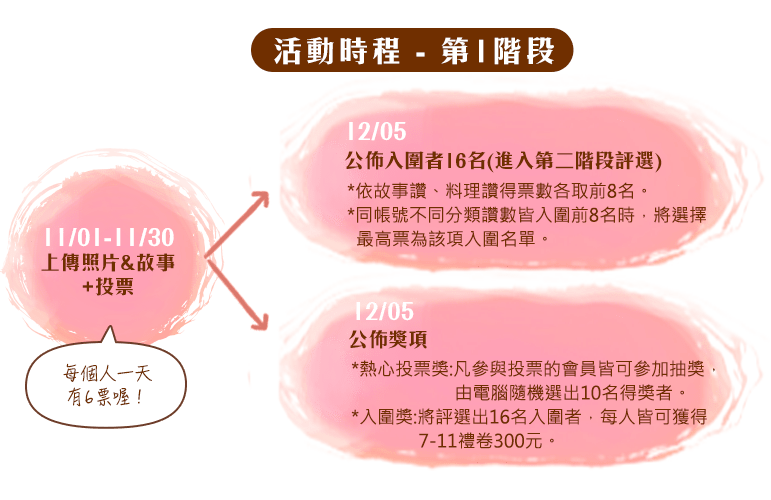 活動時程 - 第1階段
11/01-11/30
上傳照片&故事
+投票
每個人一天
有6票喔！
12/05
公佈入圍者16名(進入第二階段評選)
*依故事讚、料理讚得票數各取前8名。
*同帳號不同分類讚數皆入圍前8名時，將選擇
最高票為該項入圍名單。
12/05
公佈獎項
*熱心投票獎:凡參與投票的會員皆可參加抽獎，
由電腦隨機選出10名得獎者。
*入圍獎:將評選出16名入圍者，每人皆可獲得
7-11禮卷300元。